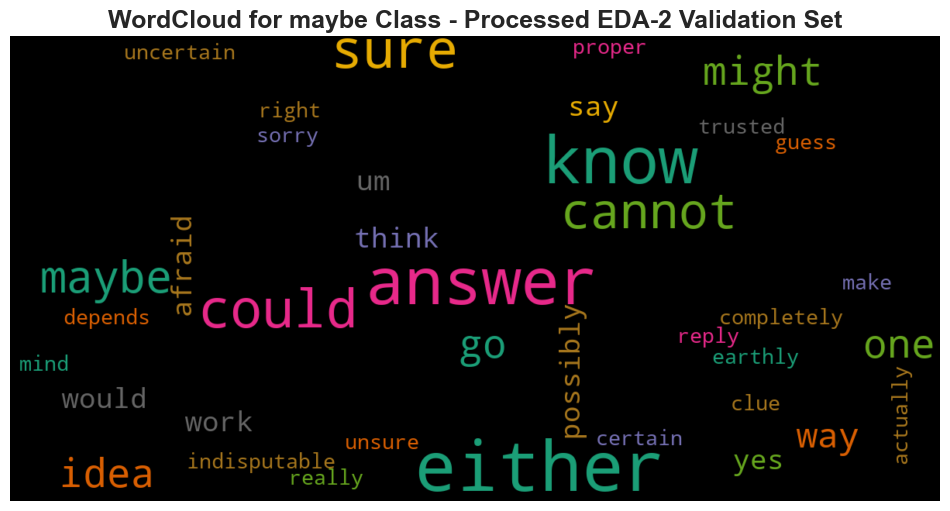 WordCloud for maybe Class - Processed EDA-2 Validation Set
uncertain
sure
proper
might
right
say
sorry
trusted
guess
know
um
cannot
think
afraid
maybe
answer
make
could
depends
possibly
completely
reply
go
one
earthly
mind
actually
would
clue
work
way
unsure
certain
yes
idea
indisputable
really
either